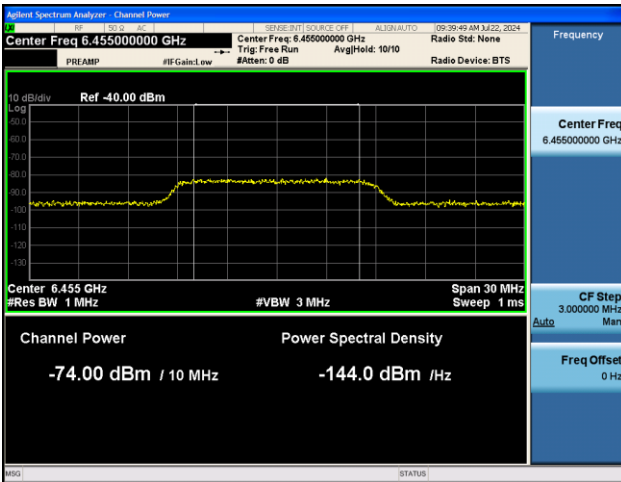 Agilent Spectrum Analyzer - Channel Power
RF 50 Ω AC SENSE:INT SOURCE OFF ALIGNAUTO 09:39:49 AM Jul 22, 2024
Center Freq 6.455000000 GHz
Center Freq: 6.455000000 GHz Radio Std: None
Trig: Free Run Avg|Hold: 10/10
PREAMP #IFGain:Low #Atten: 0 dB Radio Device: BTS
Frequency
10 dB/div Ref -40.00 dBm
Log
-50.0
-60.0
-70.0
-80.0
-90.0
-100
-110
-120
-130
Center 6.455 GHz Span 30 MHz
#Res BW 1 MHz #VBW 3 MHz Sweep 1 ms
Channel Power Power Spectral Density
-74.00 dBm / 10 MHz -144.0 dBm /Hz
Center Freq
6.455000000 GHz
CF Step
3.000000 MHz
Auto Man
Freq Offset
0 Hz
MSG STATUS